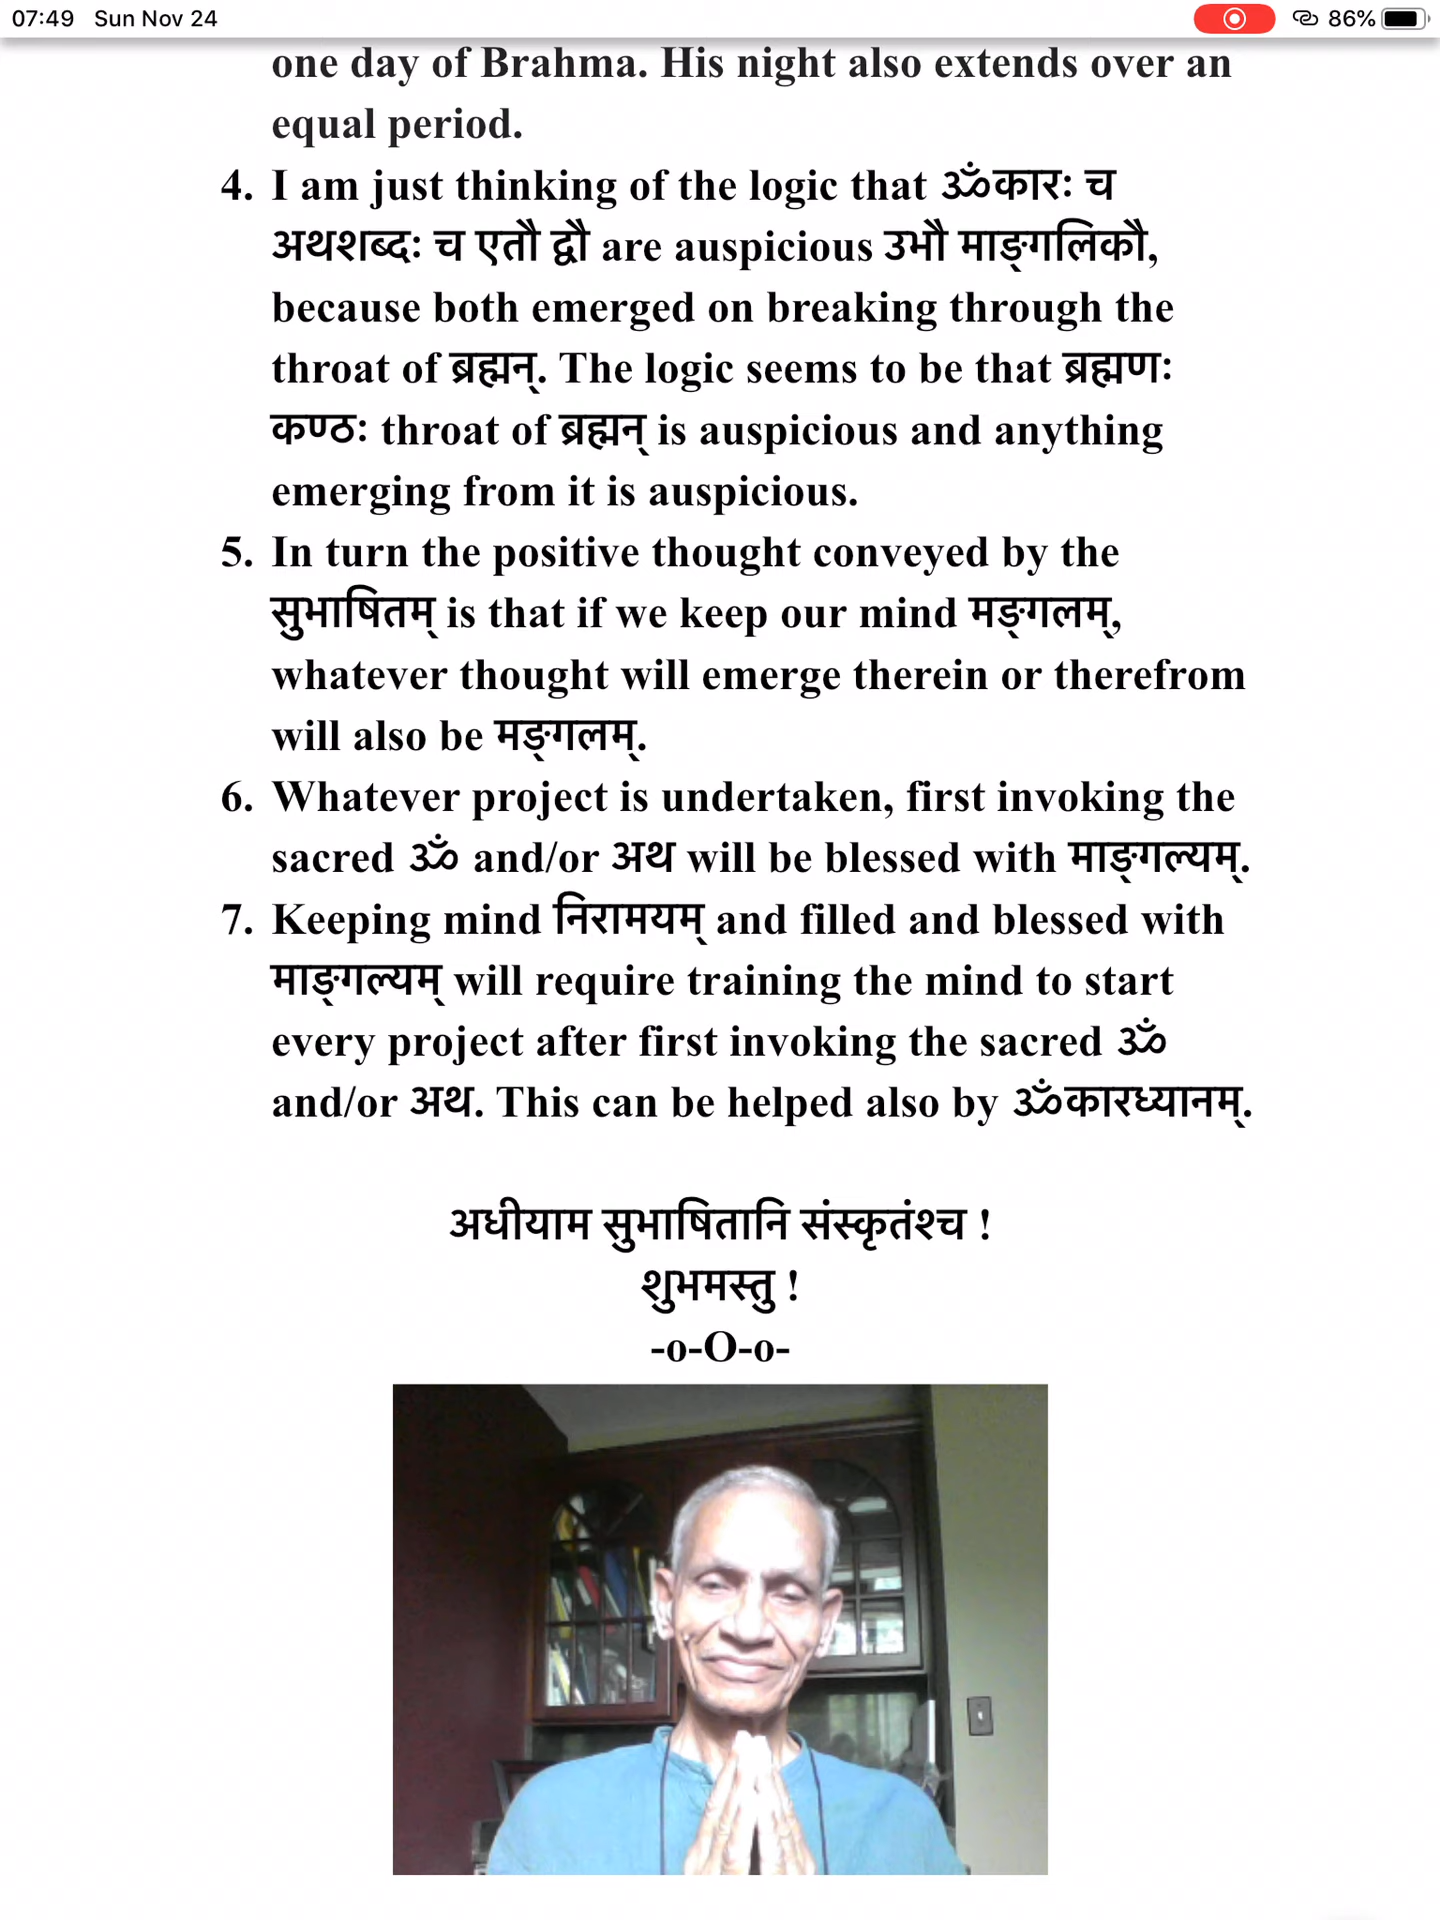 07:49 Sun Nov 24
86%
one day of Brahma. His night also extends over an
equal period.
4. I am just thinking of the logic that ॐकारः च
अथशब्दः च एतौ द्वौ are auspicious उभौ माङ्गलिकौ,
because both emerged on breaking through the
throat of ब्रह्मन्. The logic seems to be that ब्रह्मणः
कण्ठः throat of ब्रह्मन् is auspicious and anything
emerging from it is auspicious.
5. In turn the positive thought conveyed by the
सुभाषितम् is that if we keep our mind मङ्गलम्,
whatever thought will emerge therein or therefrom
will also be मङ्गलम्.
6. Whatever project is undertaken, first invoking the
sacred ॐ and/or अथ will be blessed with माङ्गल्यम्.
7. Keeping mind निरामयम् and filled and blessed with
माङ्गल्यम् will require training the mind to start
every project after first invoking the sacred ॐ
and/or अथ. This can be helped also by ॐकारध्यानम्.
अधीयाम सुभाषितानि संस्कृतंश्च !
शुभमस्तु !
-o-O-o-